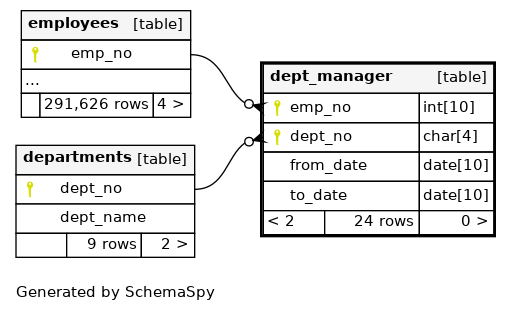 employees [table]
emp_no
...
291,626 rows 4 >
departments [table]
dept_no
dept_name
9 rows 2 >
dept_manager [table]
emp_no int[10]
dept_no char[4]
from_date date[10]
to_date date[10]
< 2 24 rows 0 >
Generated by SchemaSpy